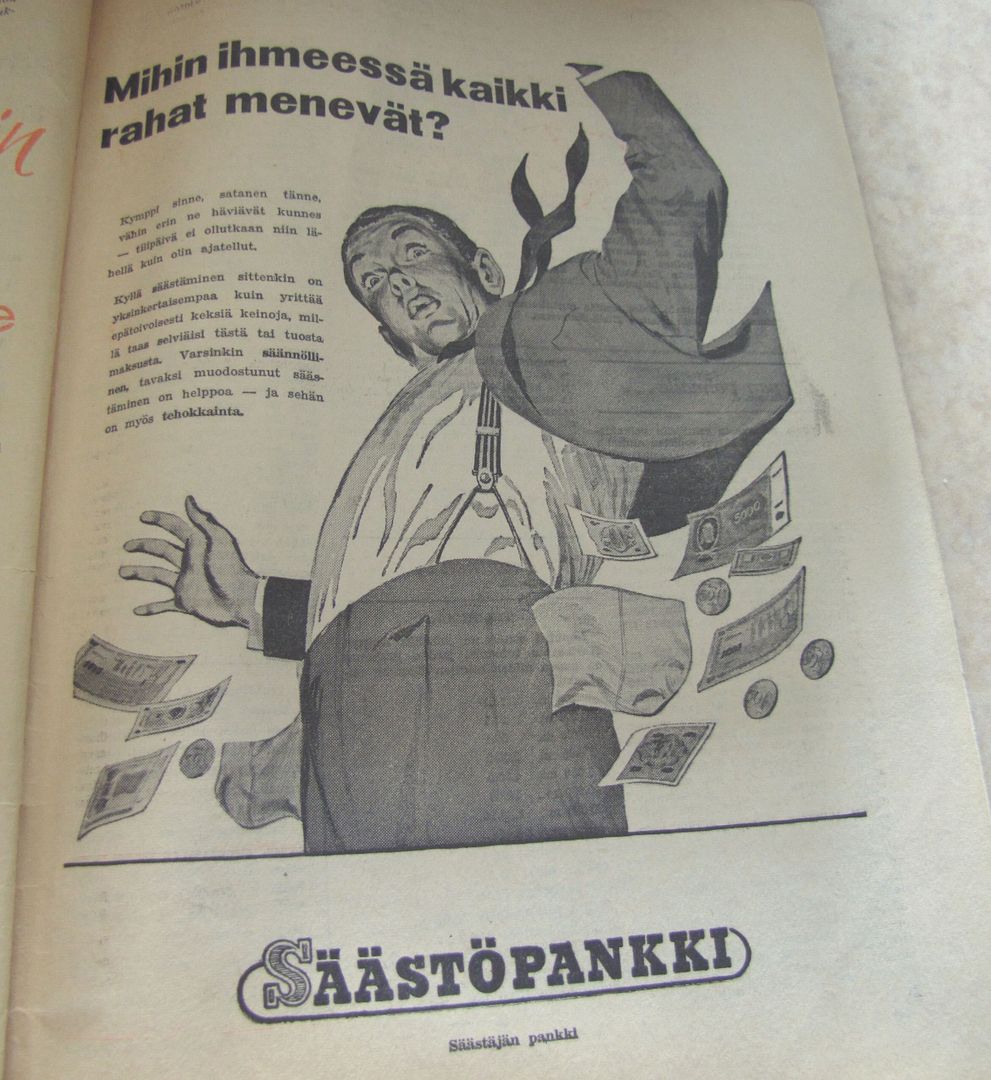 Mihin ihmeessä kaikki
rahat menevät?
Kymppi sinne, satanen tänne,
vähin erin ne häviävät kunnes
— tilipäivä ei ollutkaan niin lä-
hellä kuin olin ajatellut.
Kyllä säästäminen sittenkin on
yksinkertaisempaa kuin yrittää
epätoivoisesti keksiä keinoja, mil-
lä taas selviäisi tästä tai tuosta
maksusta. Varsinkin säännölli-
nen, tavaksi muodostunut sääs-
täminen on helppoa — ja sehän
on myös tehokkainta.
5000
SÄÄSTÖPANKKI
Säästäjän pankki